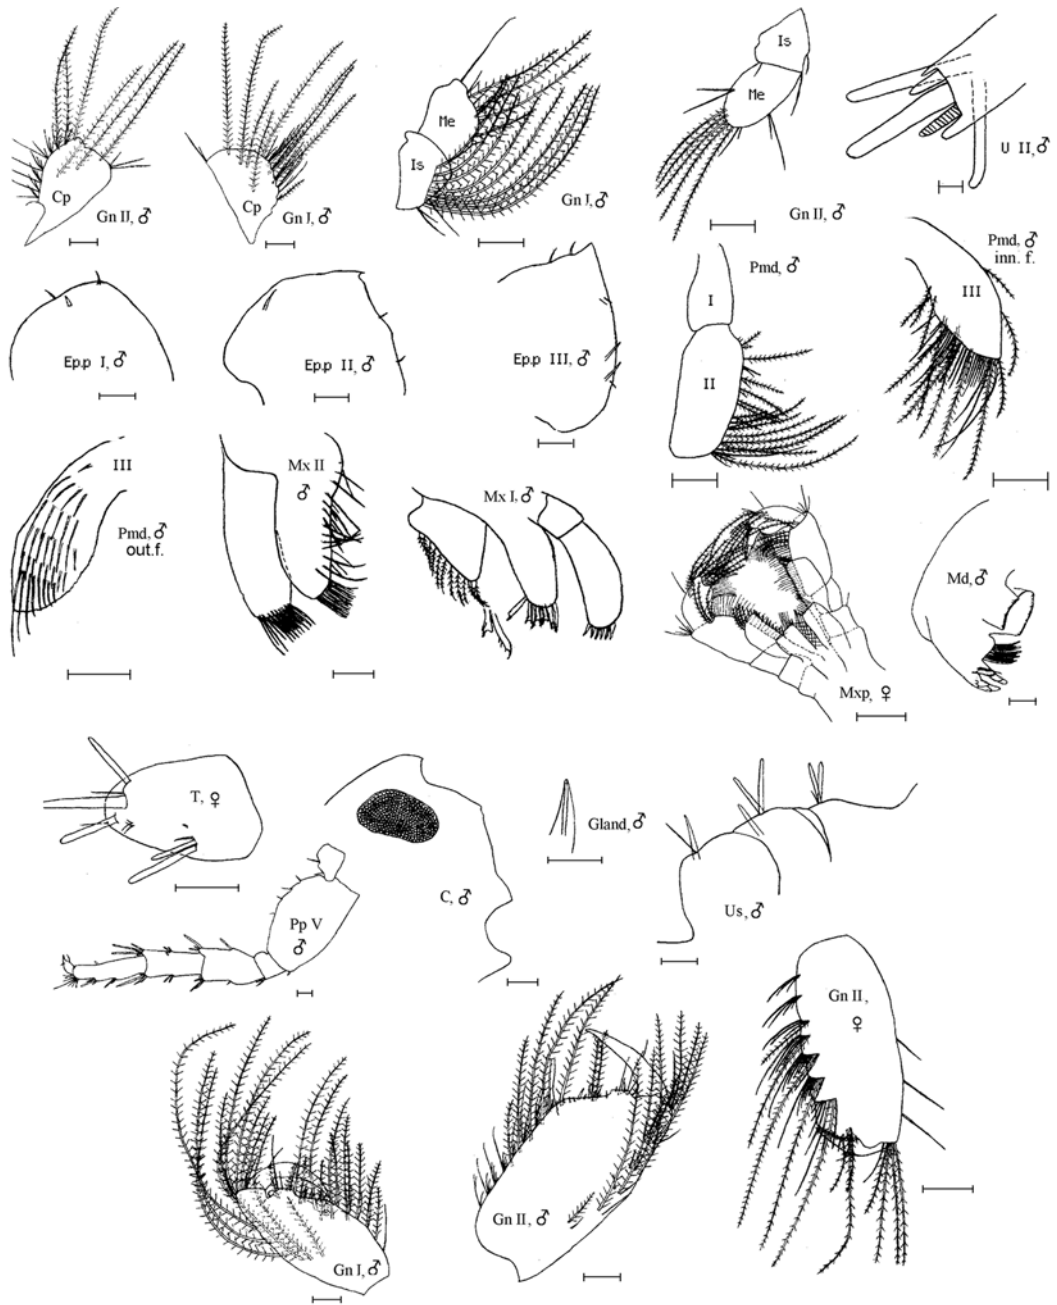 Cp
Gn II, ♂
Cp
Gn I, ♂
Me
Is
Gn I, ♂
Is
Me
Gn II, ♂
U II, ♂
Ep.p I, ♂
Ep.p II, ♂
Ep.p III, ♂
Pmd, ♂
I
II
Pmd, ♂
inn. f.
III
III
Pmd, ♂
out.f.
Mx II
♂
Mx I, ♂
Mxp, ♀
Md, ♂
T, ♀
Pp V
♂
C, ♂
Gland, ♂
Us, ♂
Gn I, ♂
Gn II, ♂
Gn II,
♀